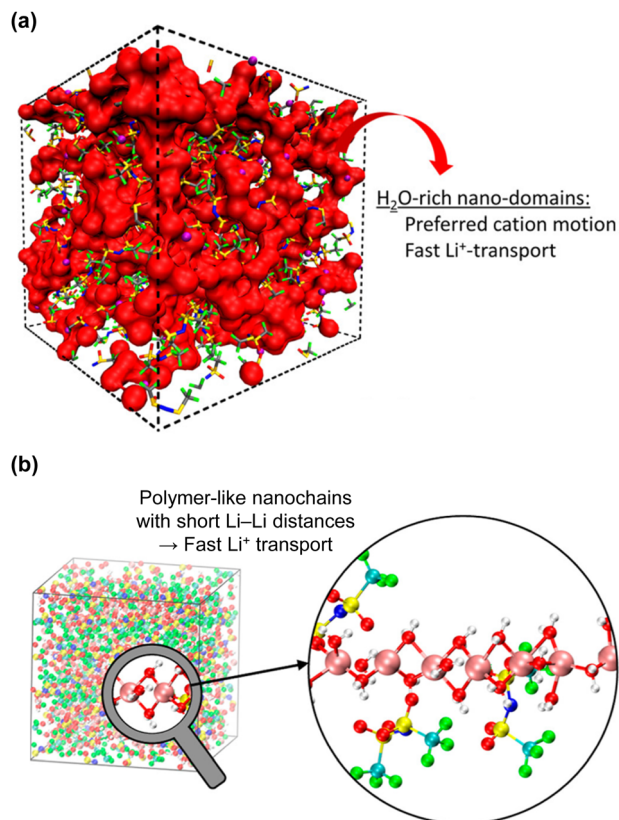 (a)
H₂O-rich nano-domains:
Preferred cation motion
Fast Li⁺-transport
(b)
Polymer-like nanochains
with short Li–Li distances
→ Fast Li⁺ transport